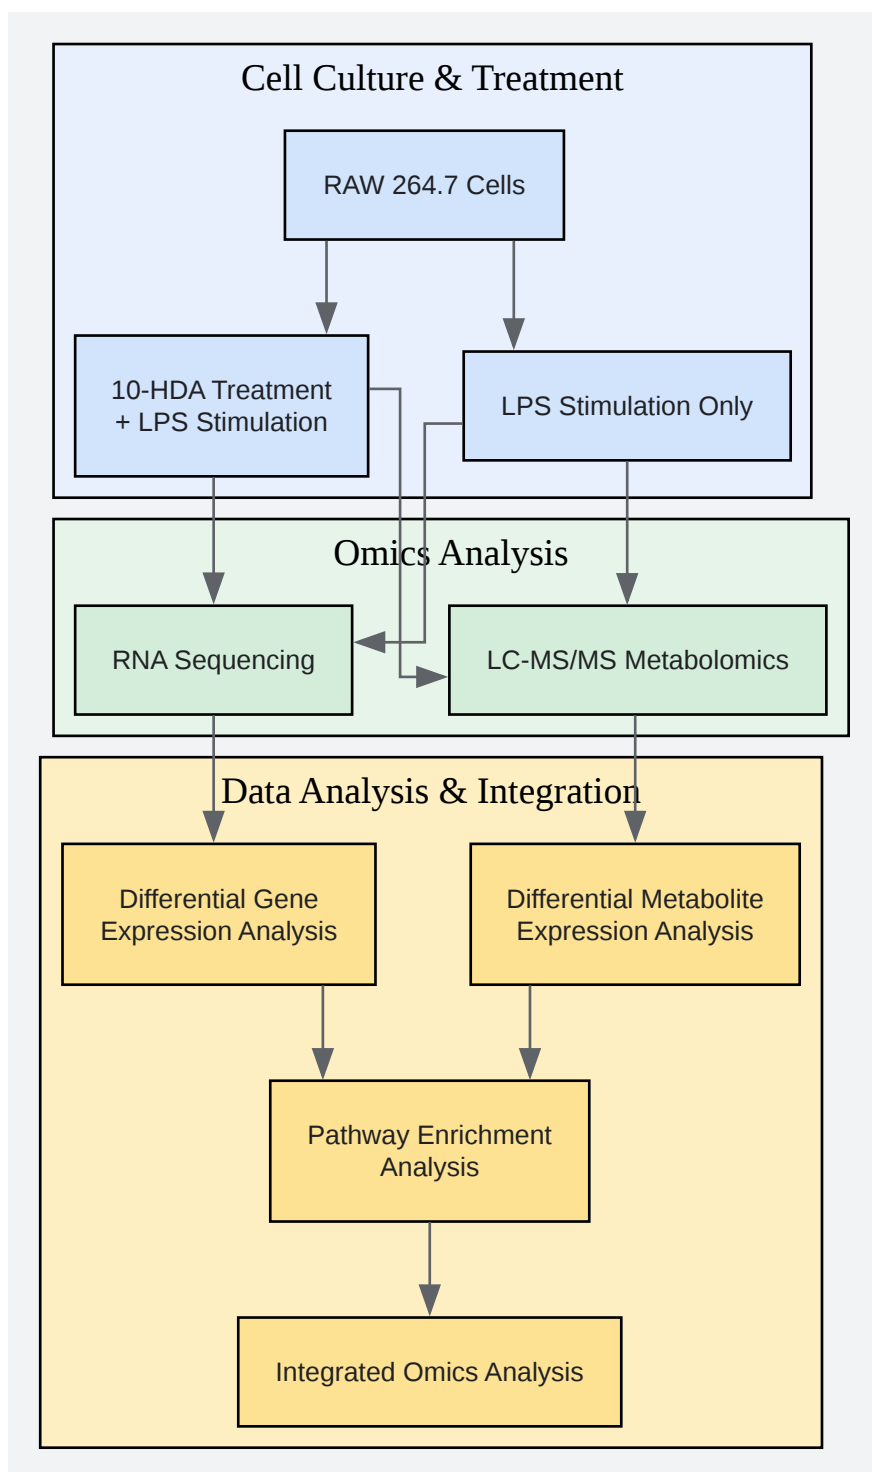 Cell Culture & Treatment
RAW 264.7 Cells
10-HDA Treatment
+ LPS Stimulation
LPS Stimulation Only
Omics Analysis
RNA Sequencing
LC-MS/MS Metabolomics
Data Analysis & Integration
Differential Gene
Expression Analysis
Differential Metabolite
Expression Analysis
Pathway Enrichment
Analysis
Integrated Omics Analysis